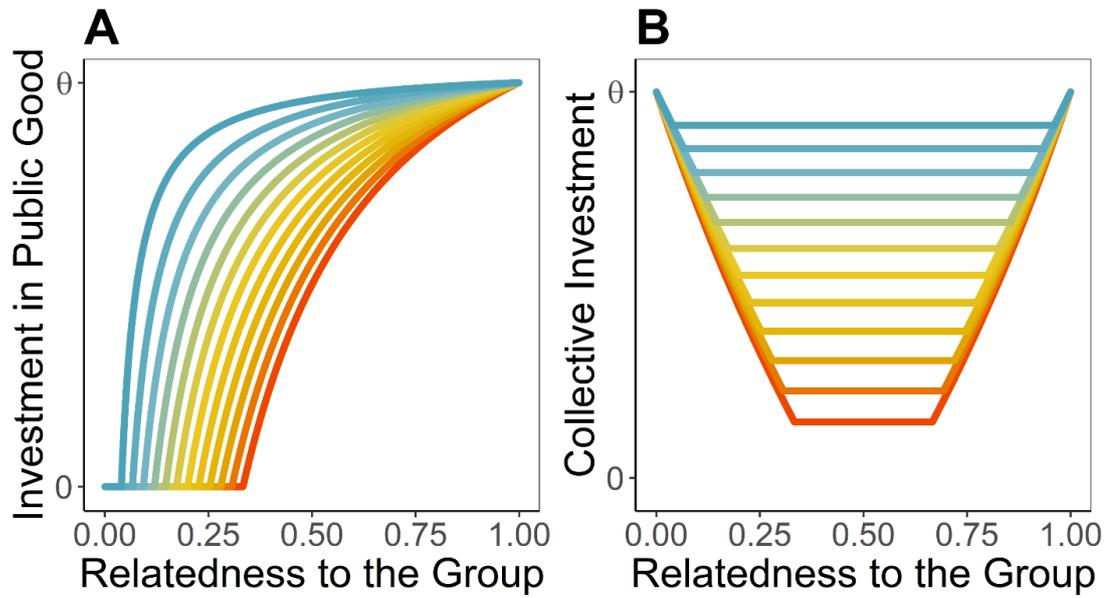 A
Investment in Public Good
θ
0
0.00 0.25 0.50 0.75 1.00
Relatedness to the Group
B
Collective Investment
θ
0
0.00 0.25 0.50 0.75 1.00
Relatedness to the Group